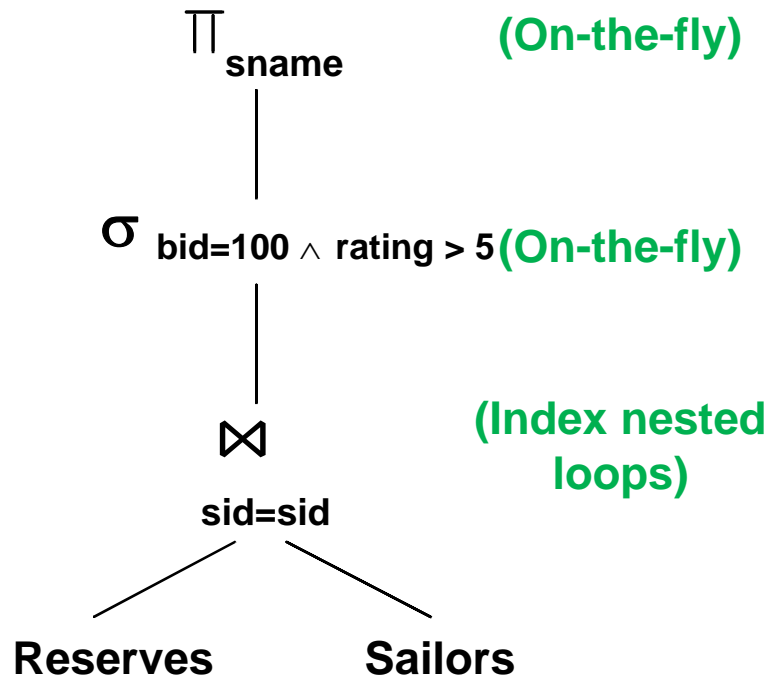 π sname (On-the-fly)
σ bid=100 ∧ rating > 5 (On-the-fly)
⋈ (Index nested
loops)
sid=sid
Reserves Sailors